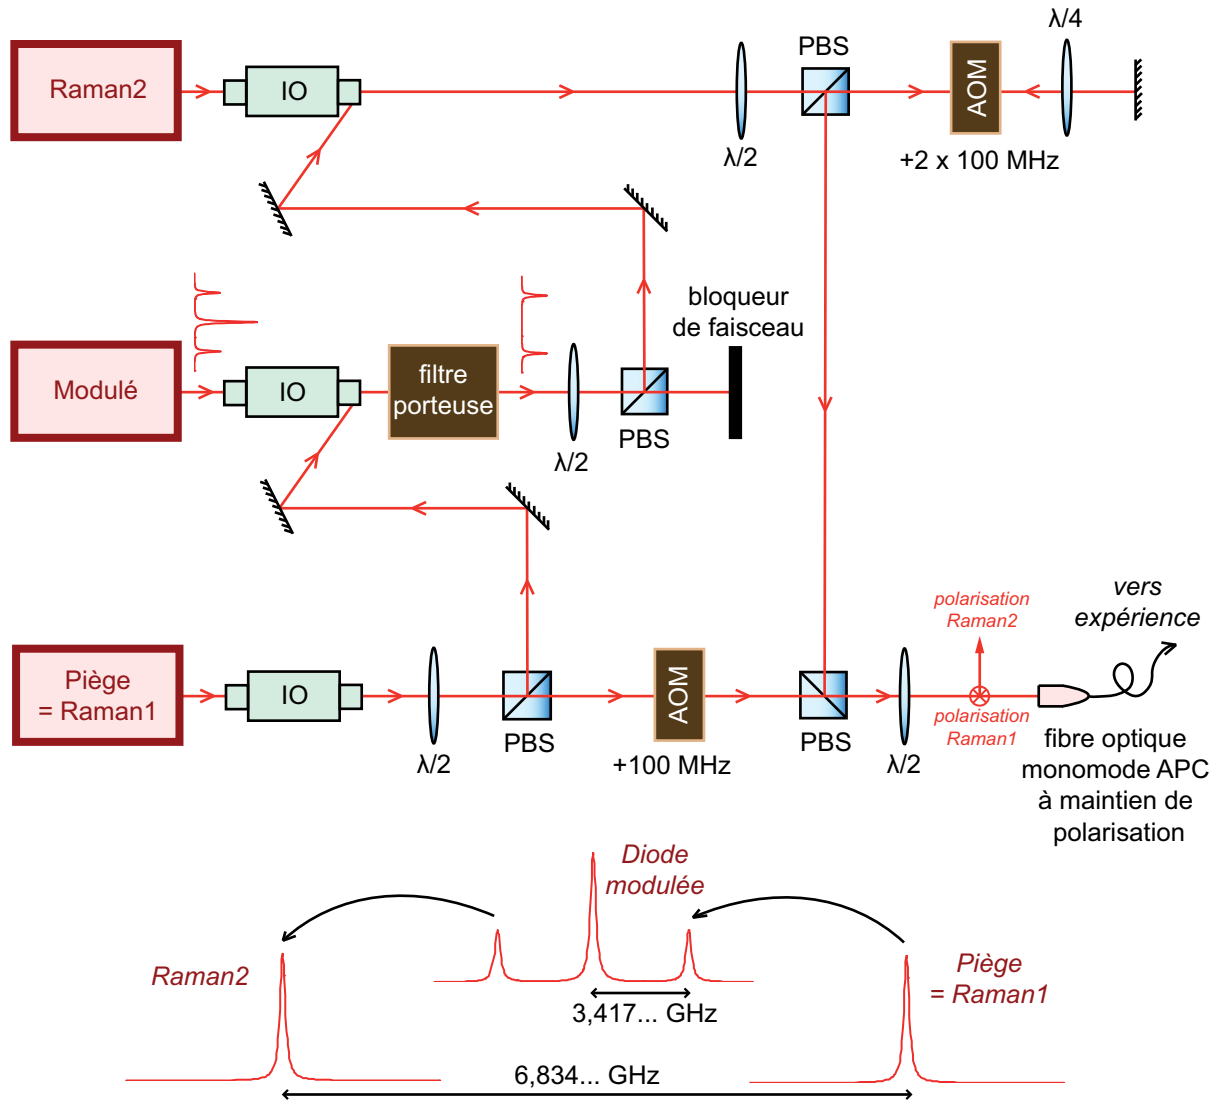 λ/4
PBS
Raman2
IO
AOM
λ/2
+2 x 100 MHz
bloqueur
de faisceau
Modulé
IO
filtre
porteuse
PBS
λ/2
vers
expérience
polarisation
Raman2
Piège
= Raman1
IO
AOM
polarisation
Raman1
PBS
PBS
λ/2
+100 MHz
λ/2
fibre optique
monomode APC
à maintien de
polarisation
Diode
modulée
Raman2
Piège
= Raman1
3,417... GHz
6,834... GHz